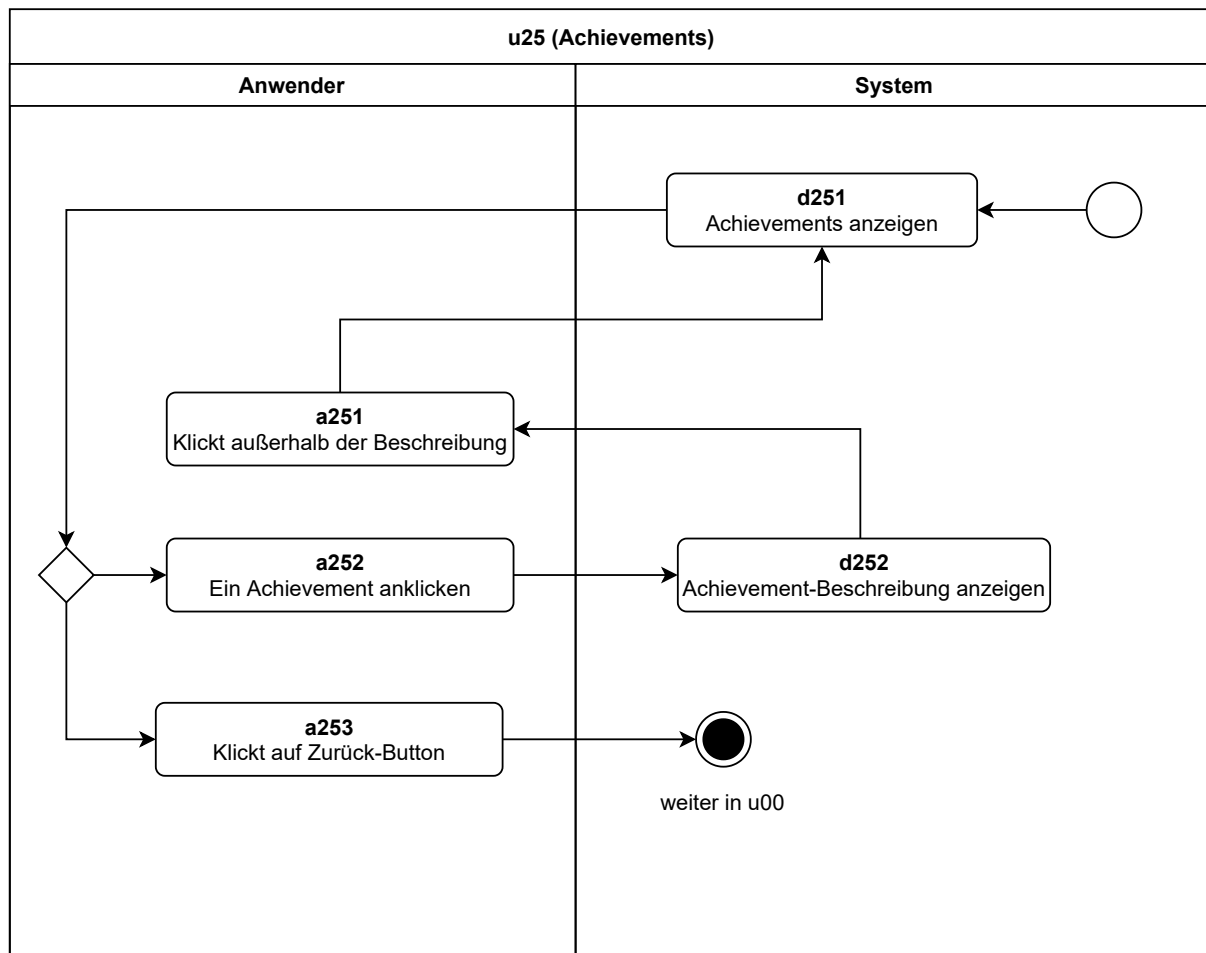 u25 (Achievements)
Anwender
System
d251
Achievements anzeigen
a251
Klickt außerhalb der Beschreibung
a252
Ein Achievement anklicken
d252
Achievement-Beschreibung anzeigen
a253
Klickt auf Zurück-Button
weiter in u00